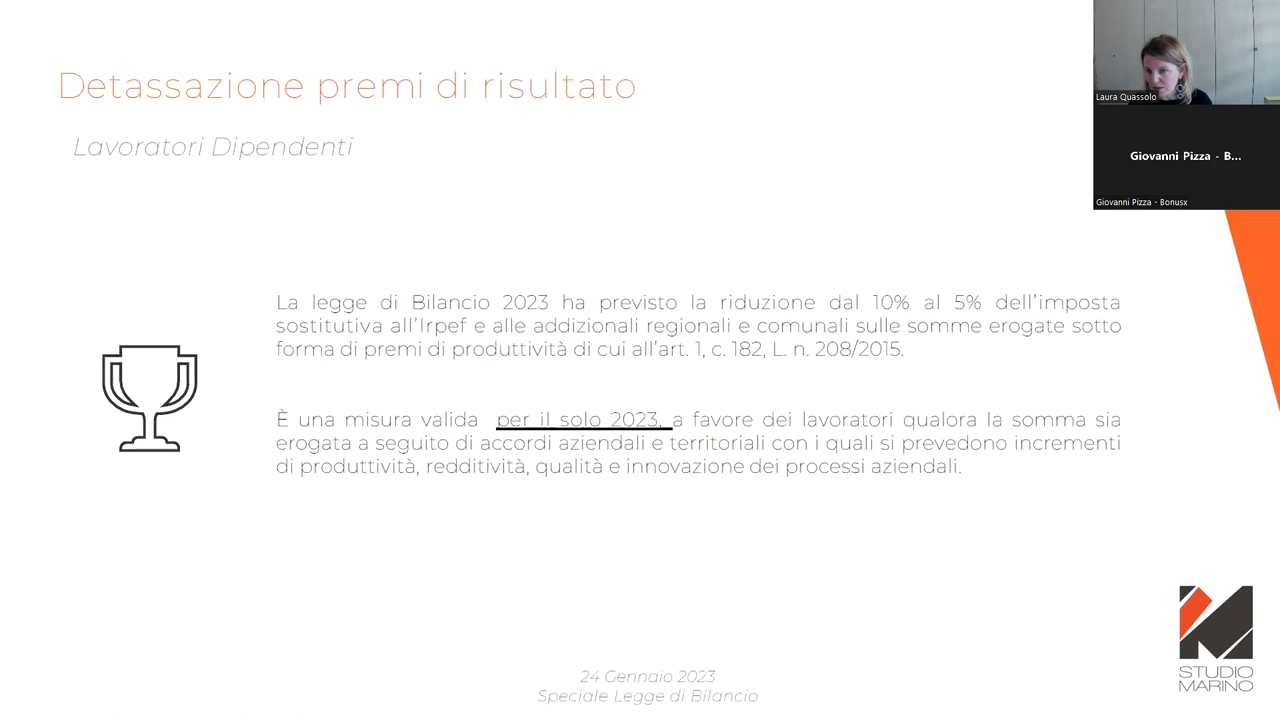 Detassazione premi di risultato
Lavoratori Dipendenti
Laura Quassolo
Giovanni Pizza - B...
Giovanni Pizza - Bonusx
La legge di Bilancio 2023 ha previsto la riduzione dal 10% al 5% dell'imposta
sostitutiva all'Irpef e alle addizionali regionali e comunali sulle somme erogate sotto
forma di premi di produttività di cui all'art. 1, c. 182, L. n. 208/2015.
È una misura valida per il solo 2023, a favore dei lavoratori qualora la somma sia
erogata a seguito di accordi aziendali e territoriali con i quali si prevedono incrementi
di produttività, redditività, qualità e innovazione dei processi aziendali.
24 Gennaio 2023
Speciale Legge di Bilancio
STUDIO
MARINO